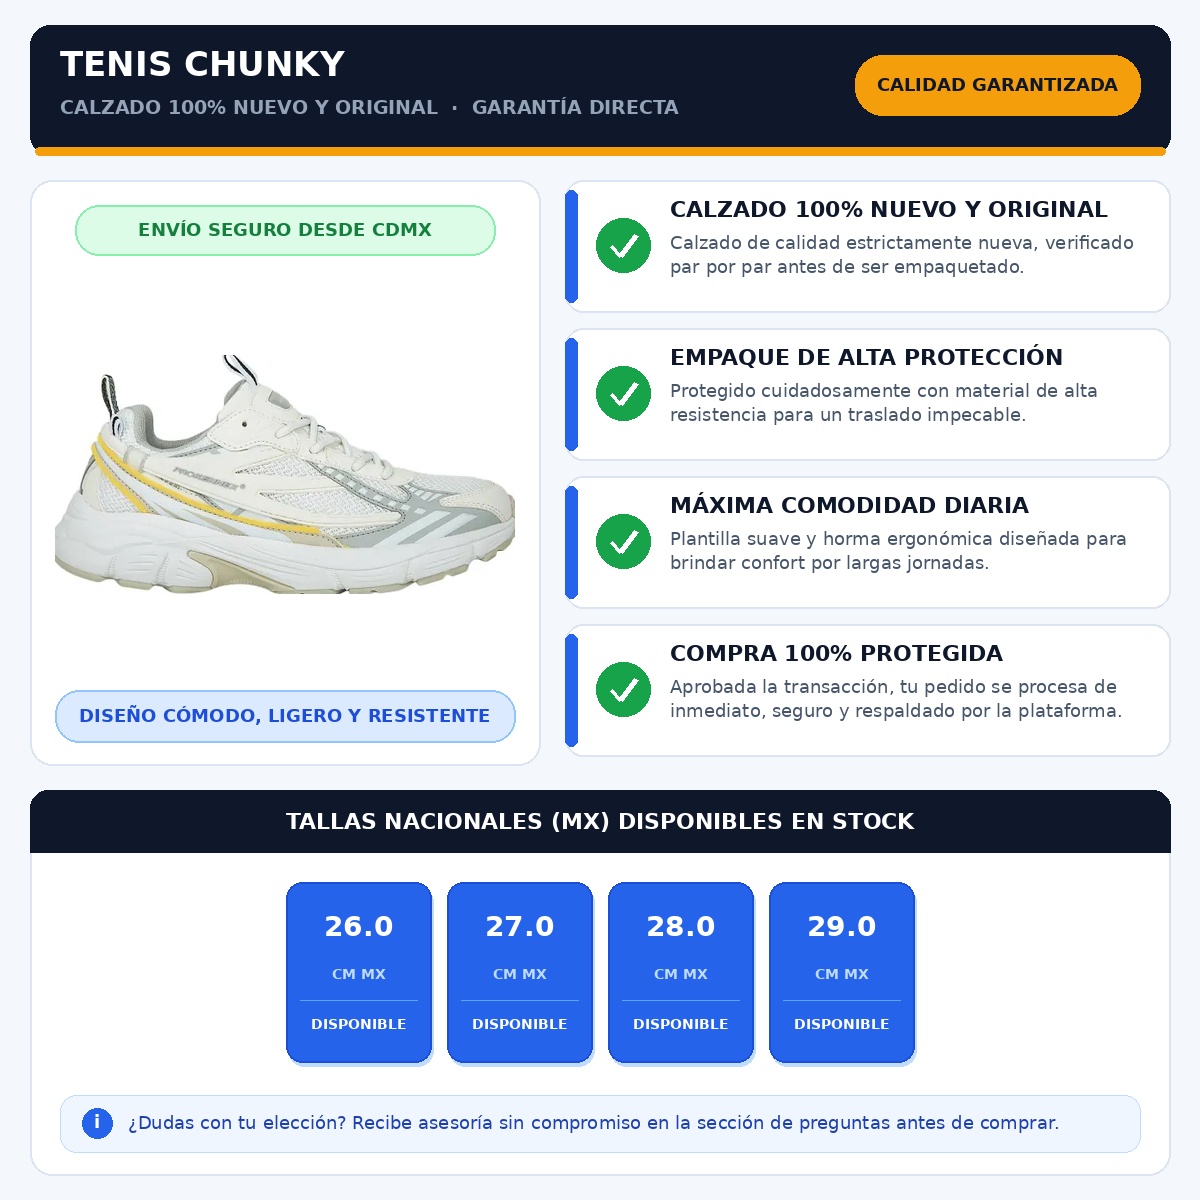 TENIS CHUNKY
CALZADO 100% NUEVO Y ORIGINAL · GARANTÍA DIRECTA
CALIDAD GARANTIZADA
ENVÍO SEGURO DESDE CDMX
DISEÑO CÓMODO, LIGERO Y RESISTENTE
CALZADO 100% NUEVO Y ORIGINAL
Calzado de calidad estrictamente nueva, verificado
par por par antes de ser empaquetado.
EMPAQUE DE ALTA PROTECCIÓN
Protegido cuidadosamente con material de alta
resistencia para un traslado impecable.
MÁXIMA COMODIDAD DIARIA
Plantilla suave y horma ergonómica diseñada para
brindar confort por largas jornadas.
COMPRA 100% PROTEGIDA
Aprobada la transacción, tu pedido se procesa de
inmediato, seguro y respaldado por la plataforma.
TALLAS NACIONALES (MX) DISPONIBLES EN STOCK
26.0
CM MX
DISPONIBLE
27.0
CM MX
DISPONIBLE
28.0
CM MX
DISPONIBLE
29.0
CM MX
DISPONIBLE
i
¿Dudas con tu elección? Recibe asesoría sin compromiso en la sección de preguntas antes de comprar.